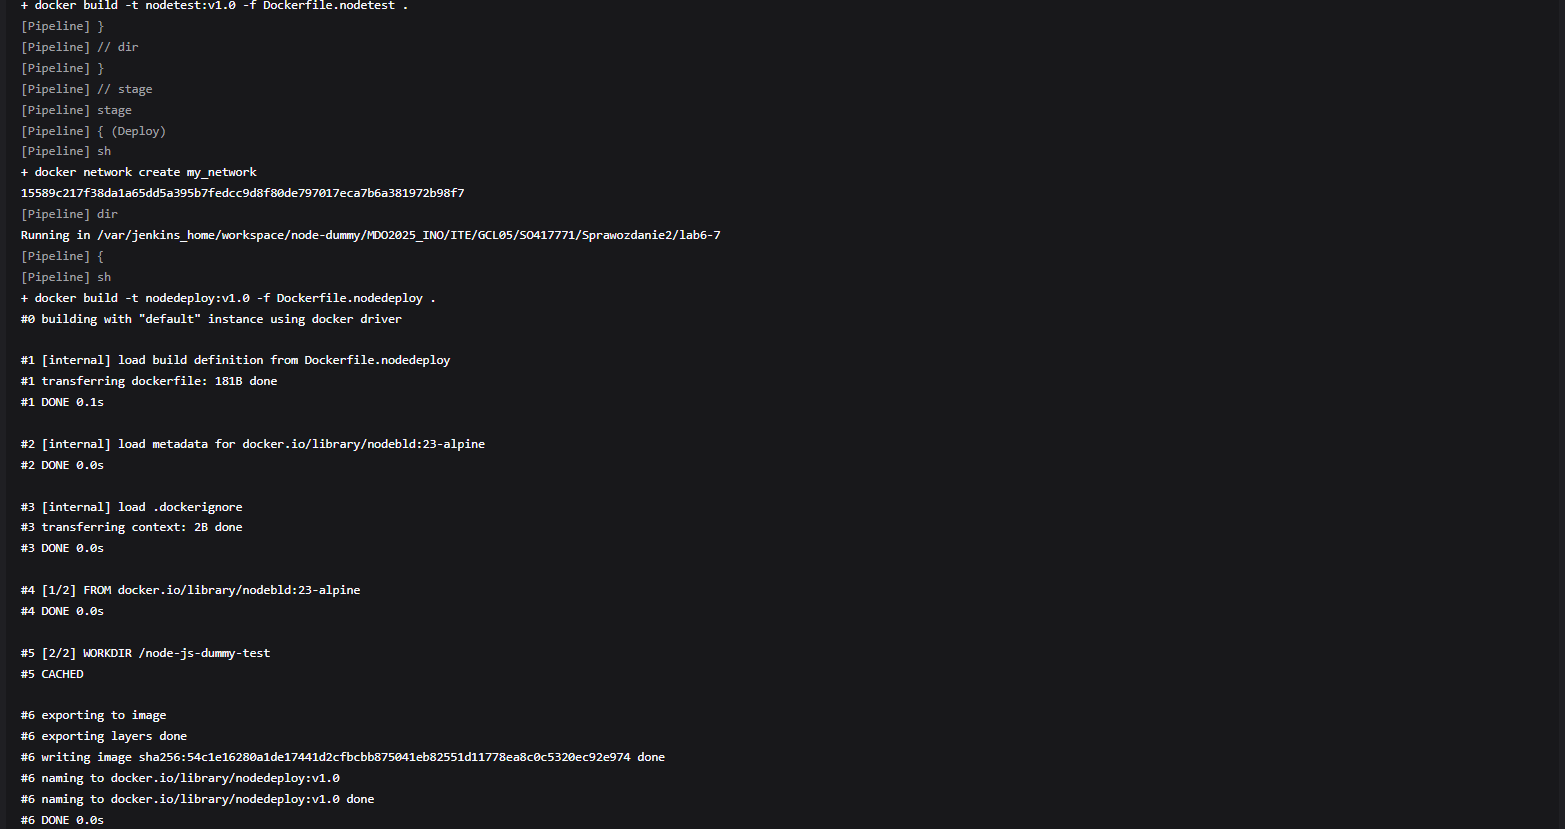 + docker build -t nodetest:v1.0 -f Dockerfile.nodetest .
[Pipeline] }
[Pipeline] // dir
[Pipeline] }
[Pipeline] // stage
[Pipeline] stage
[Pipeline] { (Deploy)
[Pipeline] sh
+ docker network create my_network
15589c217f38da1a65dd5a395b7fedcc9d8f80de797017eca7b6a381972b98f7
[Pipeline] dir
Running in /var/jenkins_home/workspace/node-dummy/MDO2025_INO/ITE/GCL05/SO417771/Sprawozdanie2/lab6-7
[Pipeline] {
[Pipeline] sh
+ docker build -t nodedeploy:v1.0 -f Dockerfile.nodedeploy .
#0 building with "default" instance using docker driver
#1 [internal] load build definition from Dockerfile.nodedeploy
#1 transferring dockerfile: 181B done
#1 DONE 0.1s
#2 [internal] load metadata for docker.io/library/nodebld:23-alpine
#2 DONE 0.0s
#3 [internal] load .dockerignore
#3 transferring context: 2B done
#3 DONE 0.0s
#4 [1/2] FROM docker.io/library/nodebld:23-alpine
#4 DONE 0.0s
#5 [2/2] WORKDIR /node-js-dummy-test
#5 CACHED
#6 exporting to image
#6 exporting layers done
#6 writing image sha256:54c1e16280a1de17441d2cfbcbb875041eb82551d11778ea8c0c5320ec92e974 done
#6 naming to docker.io/library/nodedeploy:v1.0
#6 naming to docker.io/library/nodedeploy:v1.0 done
#6 DONE 0.0s